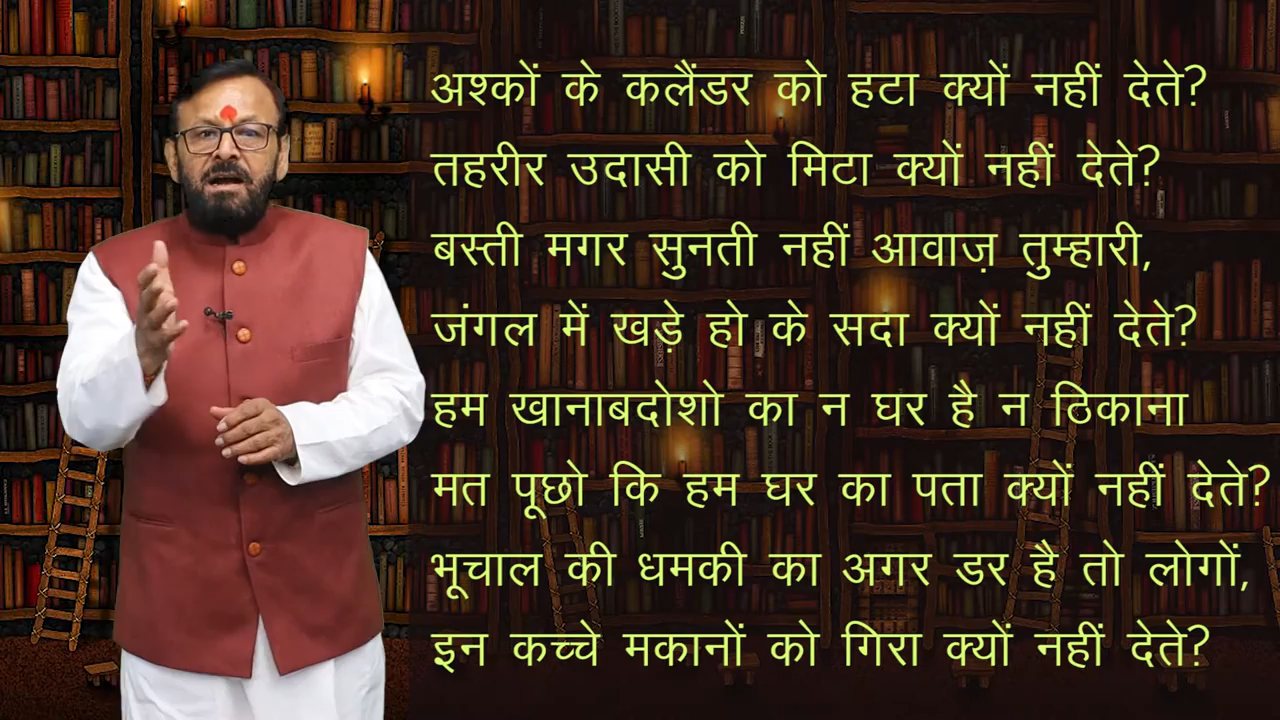 अश्कों के कलैंडर को हटा क्यों नहीं देते?
तहरीर उदासी को मिटा क्यों नहीं देते?
बस्ती मगर सुनती नहीं आवाज़ तुम्हारी,
जंगल में खड़े हो के सदा क्यों नहीं देते?
हम खानाबदोशो का न घर है न ठिकाना
मत पूछो कि हम घर का पता क्यों नहीं देते?
भूचाल की धमकी का अगर डर है तो लोगों,
इन कच्चे मकानों को गिरा क्यों नहीं देते?